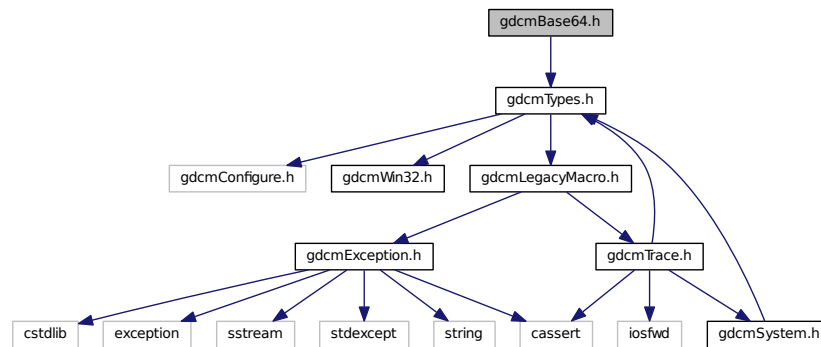 gdcmBase64.h
gdcmTypes.h
gdcmConfigure.h
gdcmWin32.h
gdcmLegacyMacro.h
gdcmException.h
gdcmTrace.h
cstdlib
exception
sstream
stdexcept
string
cassert
iosfwd
gdcmSystem.h